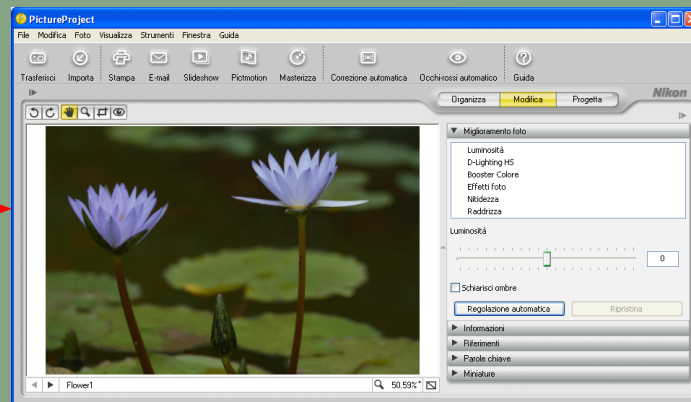 PictureProject
File Modifica Foto Visualizza Strumenti Finestra Guida
Trasferisci Importa Stampa E-mail Slideshow Pictmotion Masterizza Correzione automatica Occhi-rossi automatico Guida
Organizza Modifica Progetta Nikon
Miglioramento foto
Luminosità
D-Lighting HS
Booster Colore
Effetti foto
Nitidezza
Raddrizza
Luminosità
0
Schiarisci ombre
Regolazione automatica Ripristina
Informazioni
Riferimenti
Parole chiave
Miniature
Flower1 50.59%*